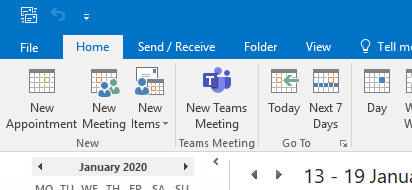 File Home Send / Receive Folder View Tell m
New Appointment
New Meeting
New Items
New Teams Meeting
Today
Next 7 Days
Day
New
Teams Meeting
Go To
January 2020
13 - 19 Janua
MO TU WE TH FR SA SU